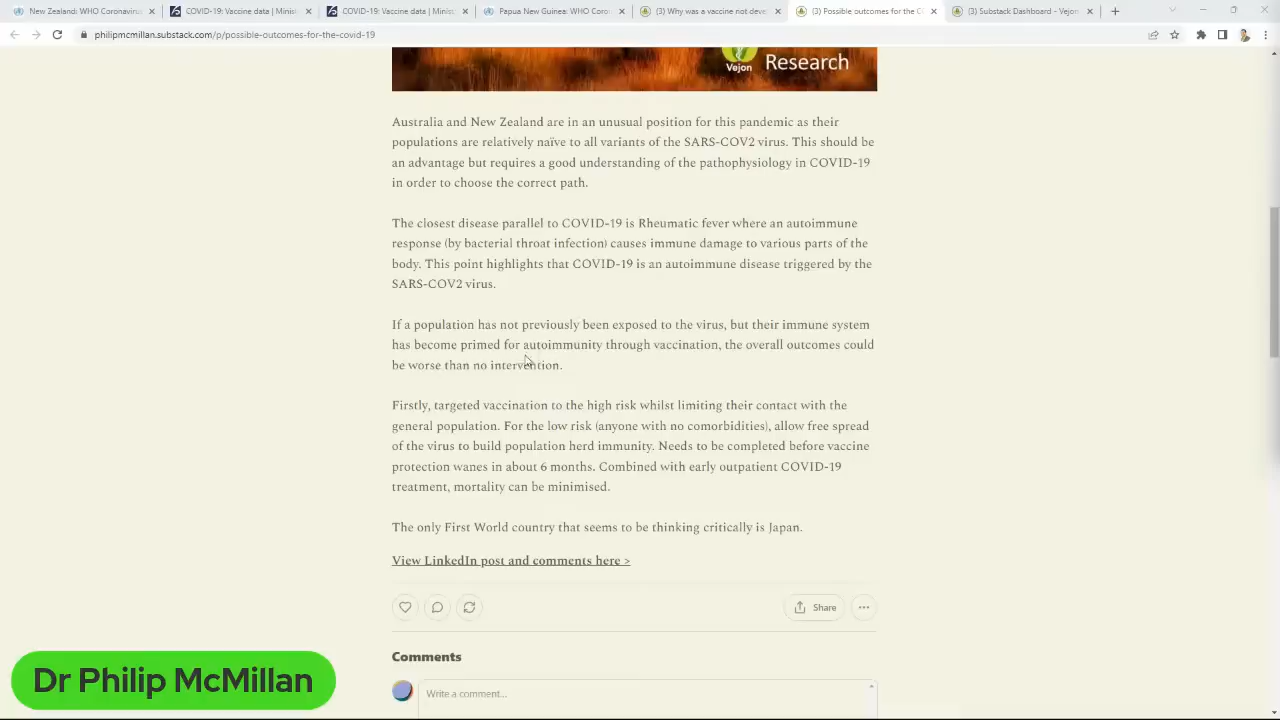 New Zealand: WHO Coronavirus
COVID-19: Vaccine data | Minist
COVID-19: Vaccine data | Minist
Papua New Guinea: WHO Coron
(3) Why was a vaccine not deve
(3) Possible outcomes for the C
(3) Substack Dashboard - Vejon
philipmcmillan.substack.com/p/possible-outcomes-for-the-covid-19
Vejon Research
Australia and New Zealand are in an unusual position for this pandemic as their
populations are relatively naïve to all variants of the SARS-COV2 virus. This should be
an advantage but requires a good understanding of the pathophysiology in COVID-19
in order to choose the correct path.
The closest disease parallel to COVID-19 is Rheumatic fever where an autoimmune
response (by bacterial throat infection) causes immune damage to various parts of the
body. This point highlights that COVID-19 is an autoimmune disease triggered by the
SARS-COV2 virus.
If a population has not previously been exposed to the virus, but their immune system
has become primed for autoimmunity through vaccination, the overall outcomes could
be worse than no intervention.
Firstly, targeted vaccination to the high risk whilst limiting their contact with the
general population. For the low risk (anyone with no comorbidities), allow free spread
of the virus to build population herd immunity. Needs to be completed before vaccine
protection wanes in about 6 months. Combined with early outpatient COVID-19
treatment, mortality can be minimised.
The only First World country that seems to be thinking critically is Japan.
View LinkedIn post and comments here >
Share
Comments
Write a comment...
Dr Philip McMillan